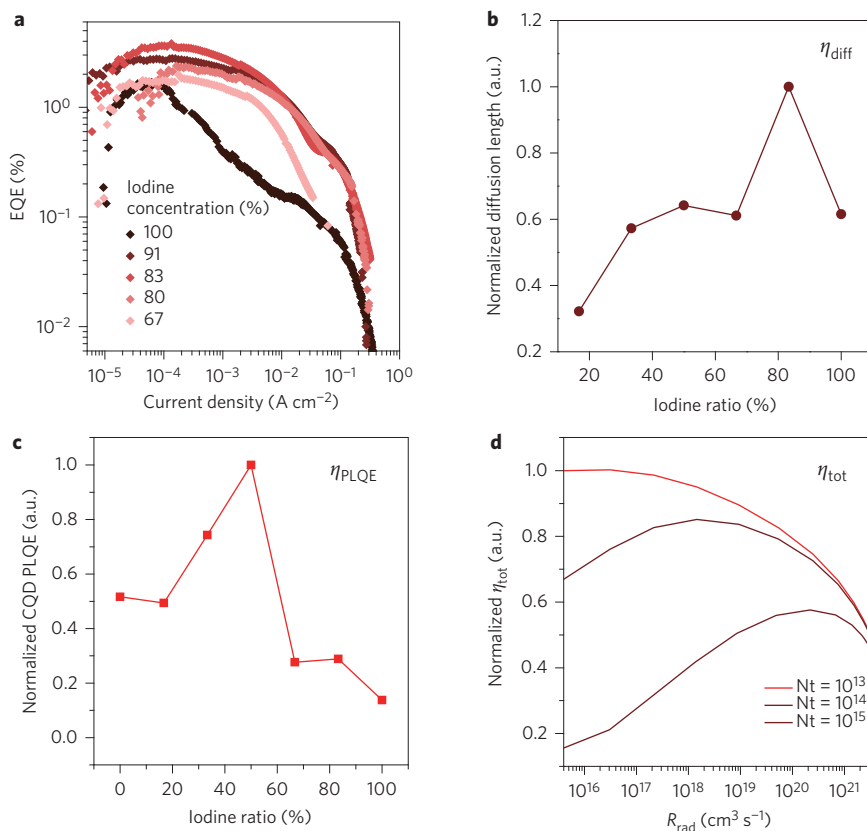 a
EQE (%)
10⁰
10⁻¹
10⁻²
Iodine
concentration (%)
100
91
83
80
67
10⁻⁵ 10⁻⁴ 10⁻³ 10⁻² 10⁻¹ 10⁰
Current density (A cm⁻²)
b
η_diff
Normalized diffusion length (a.u.)
1.2
1.0
0.8
0.6
0.4
0.2
20 40 60 80 100
Iodine ratio (%)
c
η_PLQE
Normalized CQD PLQE (a.u.)
1.0
0.8
0.6
0.4
0.2
0.0
0 20 40 60 80 100
Iodine ratio (%)
d
η_tot
Normalized η_tot (a.u.)
1.0
0.8
0.6
0.4
0.2
Nt = 10¹³
Nt = 10¹⁴
Nt = 10¹⁵
10¹⁶ 10¹⁷ 10¹⁸ 10¹⁹ 10²⁰ 10²¹
R_rad (cm³ s⁻¹)